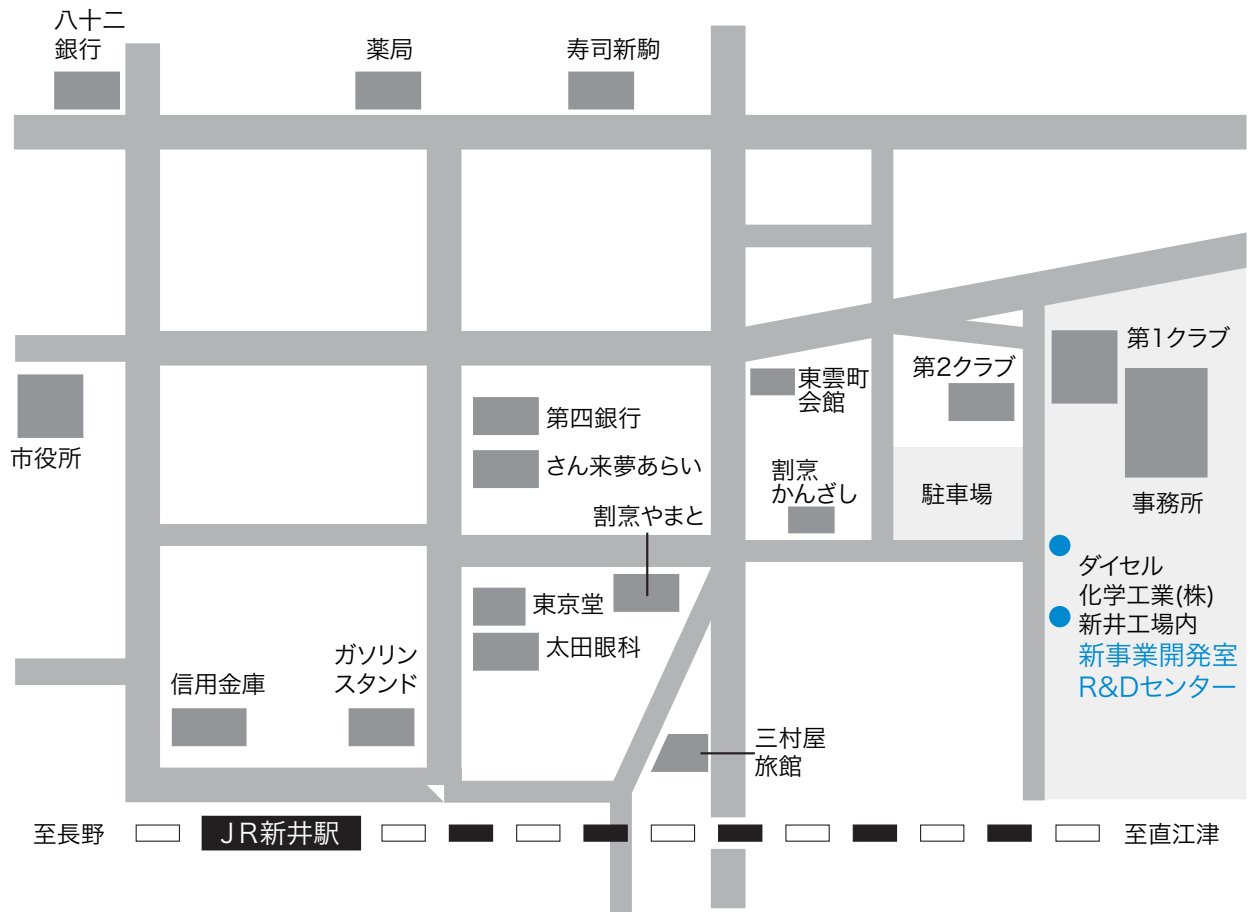 八十二
銀行
薬局
寿司新駒
第1クラブ
第2クラブ
東雲町
会館
市役所
第四銀行
さん来夢あらい
割烹
かんざし
駐車場
事務所
割烹やまと
ダイセル
化学工業(株)
新井工場内
新事業開発室
R&Dセンター
東京堂
太田眼科
ガソリン
スタンド
信用金庫
三村屋
旅館
至長野
JR新井駅
至直江津